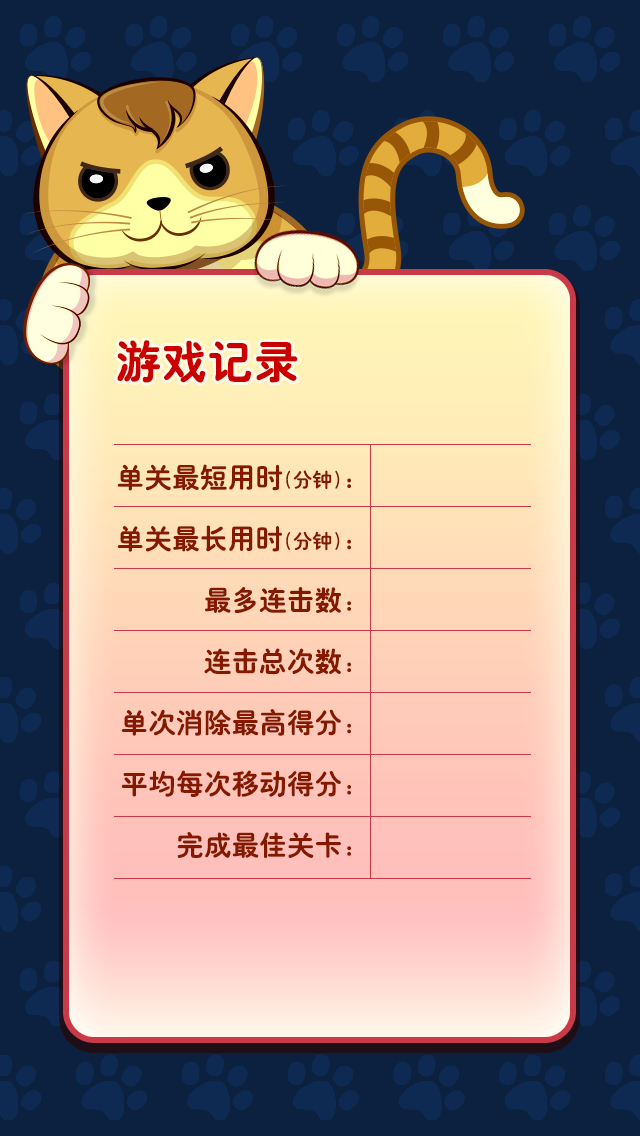 游戏记录
单关最短用时(分钟)：
单关最长用时(分钟)：
最多连击数：
连击总次数：
单次消除最高得分：
平均每次移动得分：
完成最佳关卡：